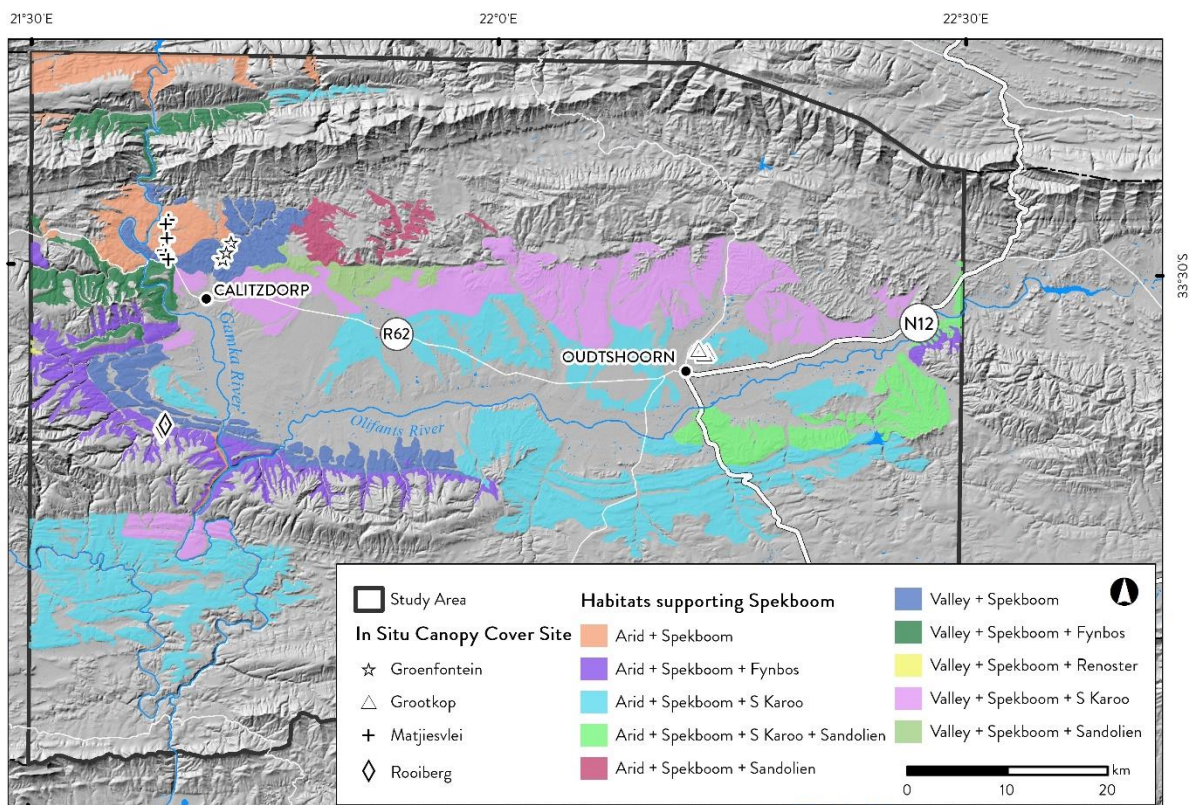 21°30'E
22°0'E
22°30'E
33°30'S
CALITZDORP
Gamka River
R62
N12
OUDTSHOORN
Olifants River
Study Area
In Situ Canopy Cover Site
Groenfontein
Grootkop
Matjiesvlei
Rooiberg
Habitats supporting Spekboom
Arid + Spekboom
Arid + Spekboom + Fynbos
Arid + Spekboom + S Karoo
Arid + Spekboom + S Karoo + Sandolien
Arid + Spekboom + Sandolien
Valley + Spekboom
Valley + Spekboom + Fynbos
Valley + Spekboom + Renoster
Valley + Spekboom + S Karoo
Valley + Spekboom + Sandolien
km
0 10 20